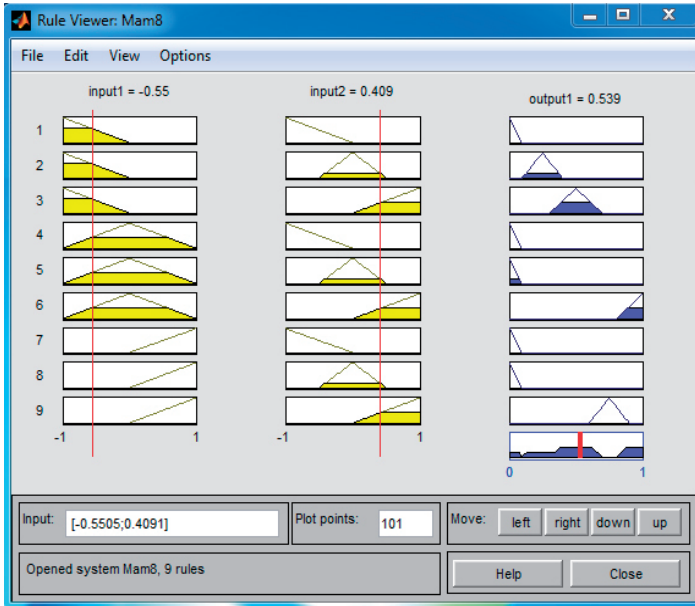 Rule Viewer: Mam8
File Edit View Options
input1 = -0.55 input2 = 0.409 output1 = 0.539
1
2
3
4
5
6
7
8
9
-1 1 -1 1
0 1
Input: [-0.5505;0.4091] Plot points: 101 Move: left right down up
Opened system Mam8, 9 rules Help Close